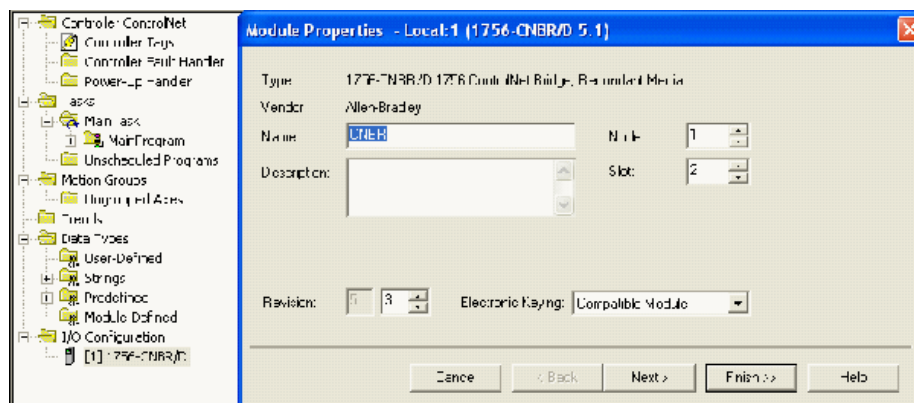 Controller ControlNet
Controller Tags
Controller Fault Handler
Power-Up Handler
Tasks
Main Task
MainProgram
Unscheduled Programs
Motion Groups
Ungrouped Axes
Trends
Data Types
User-Defined
Strings
Predefined
Module-Defined
I/O Configuration
[1] 1756-CNBR/D
Module Properties - Local:1 (1756-CNBR/D 5.1)
Type: 1756-CNBR/D 1756 ControlNet Bridge, Redundant Media
Vendor: Allen-Bradley
Name: CNBR Node: 1
Description: Slot: 2
Revision: 5 3 Electronic Keying: Compatible Module
Cancel < Back Next > Finish >> Help